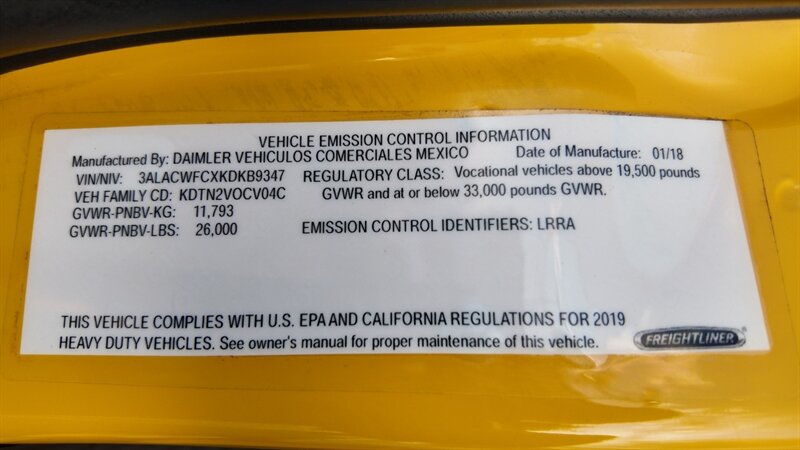 VEHICLE EMISSION CONTROL INFORMATION
Manufactured By: DAIMLER VEHICULOS COMERCIALES MEXICO Date of Manufacture: 01/18
VIN/NIV: 3ALACWFCXKDKB9347 REGULATORY CLASS: Vocational vehicles above 19,500 pounds
VEH FAMILY CD: KDTN2VOCV04C GVWR and at or below 33,000 pounds GVWR.
GVWR-PNBV-KG: 11,793
GVWR-PNBV-LBS: 26,000 EMISSION CONTROL IDENTIFIERS: LRRA
THIS VEHICLE COMPLIES WITH U.S. EPA AND CALIFORNIA REGULATIONS FOR 2019
HEAVY DUTY VEHICLES. See owner's manual for proper maintenance of this vehicle.
FREIGHTLINER